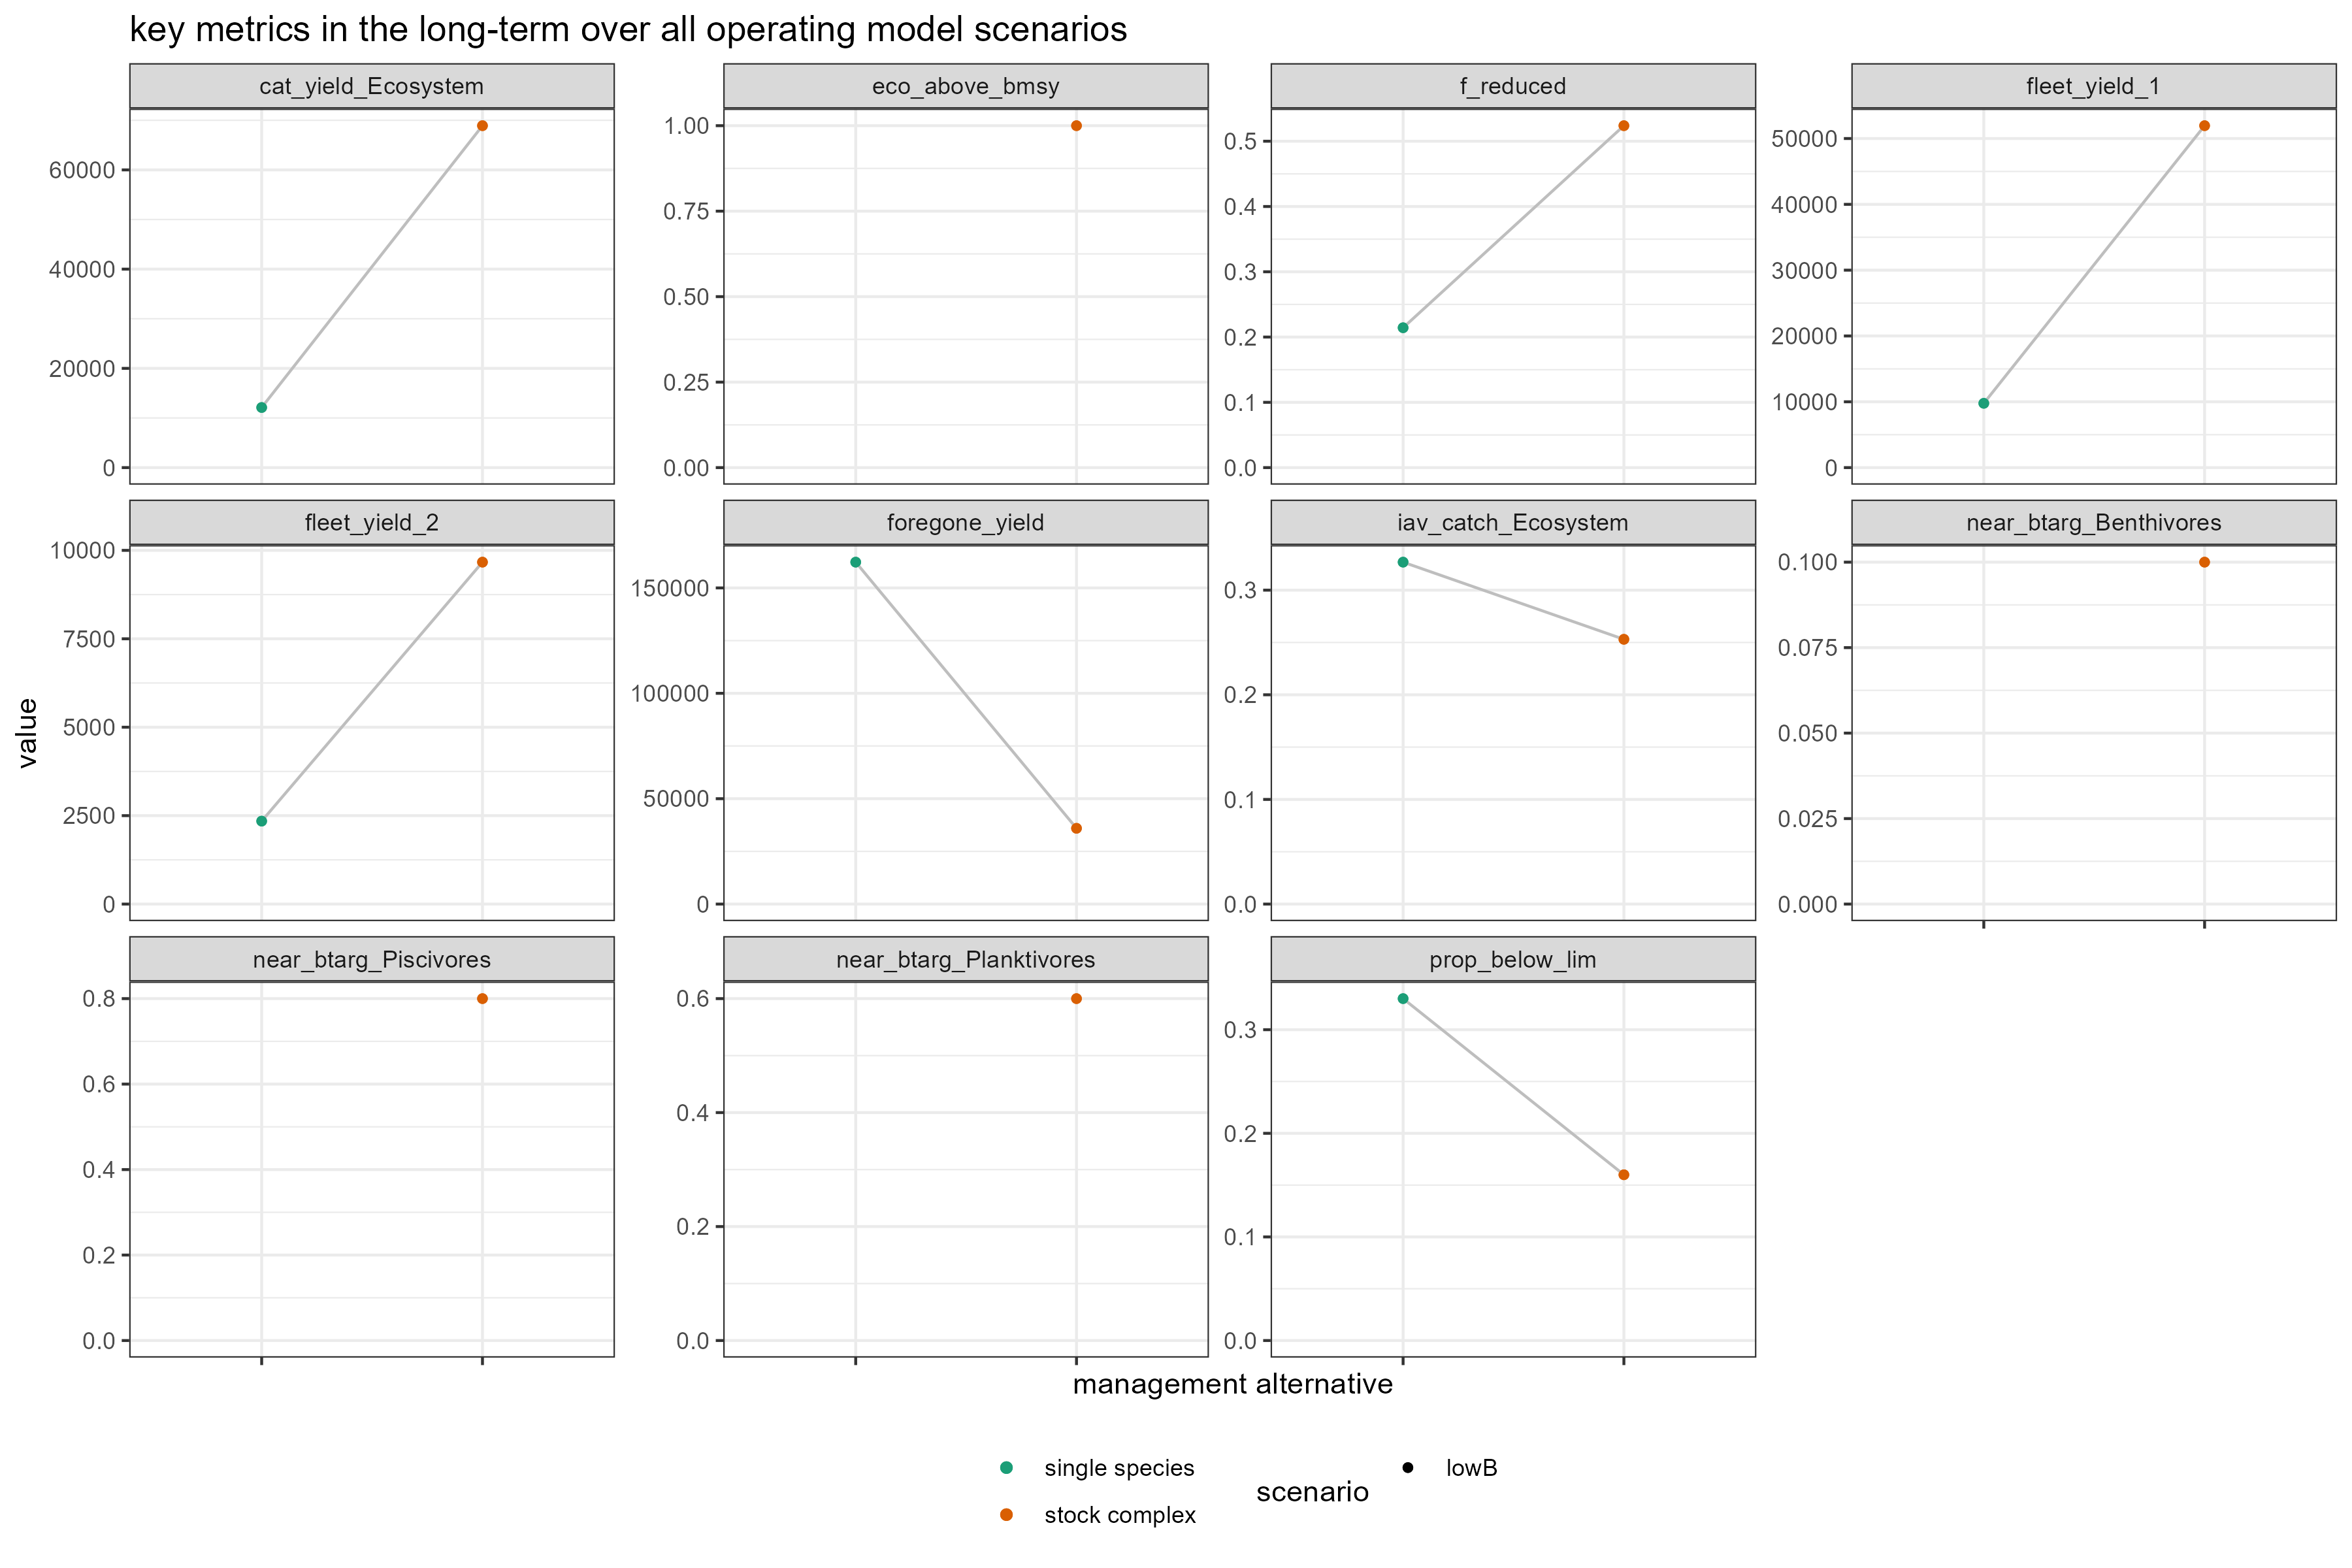 key metrics in the long-term over all operating model scenarios
cat_yield_Ecosystem
eco_above_bmsy
f_reduced
fleet_yield_1
60000
40000
20000
0
1.00
0.75
0.50
0.25
0.00
0.5
0.4
0.3
0.2
0.1
0.0
50000
40000
30000
20000
10000
0
fleet_yield_2
foregone_yield
iav_catch_Ecosystem
near_btarg_Benthivores
10000
7500
5000
2500
0
150000
100000
50000
0
0.3
0.2
0.1
0.0
0.100
0.075
0.050
0.025
0.000
value
near_btarg_Piscivores
near_btarg_Planktivores
prop_below_lim
0.8
0.6
0.4
0.2
0.0
0.6
0.4
0.2
0.0
0.3
0.2
0.1
0.0
management alternative
single species
stock complex
scenario
lowB